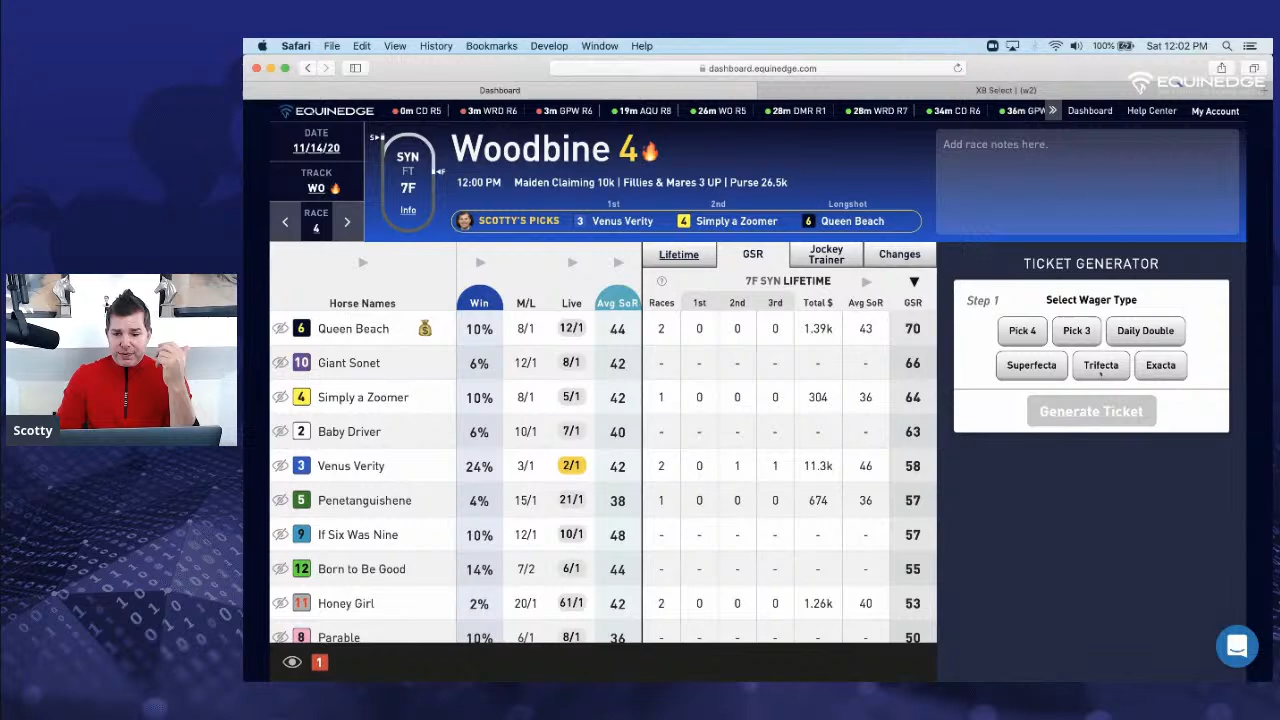 Safari File Edit View History Bookmarks Develop Window Help 100% Sat 12:02 PM
dashboard.equinedge.com
EQUINEDGE
Dashboard XB Select | (w2)
EQUINEDGE 0m CD R5 3m WRD R6 3m GPW R6 19m AQU R8 26m WO R5 28m DMR R1 28m WRD R7 34m CD R6 36m GPW Dashboard Help Center My Account
DATE
11/14/20
TRACK
WO
RACE
4
S
SYN
FT
7F
F
Info
Woodbine 4
12:00 PM Maiden Claiming 10k | Fillies & Mares 3 UP | Purse 26.5k
1st 2nd Longshot
SCOTTY'S PICKS 3 Venus Verity 4 Simply a Zoomer 6 Queen Beach
Add race notes here.
Lifetime GSR Jockey Trainer Changes
7F SYN LIFETIME
Horse Names Win M/L Live Avg SoR Races 1st 2nd 3rd Total $ Avg SoR GSR
6 Queen Beach 10% 8/1 12/1 44 2 0 0 0 1.39k 43 70
10 Giant Sonet 6% 12/1 8/1 42 - - - - - - 66
4 Simply a Zoomer 10% 8/1 5/1 42 1 0 0 0 304 36 64
2 Baby Driver 6% 10/1 7/1 40 - - - - - - 63
3 Venus Verity 24% 3/1 2/1 42 2 0 1 1 11.3k 46 58
5 Penetanguishene 4% 15/1 21/1 38 1 0 0 0 674 36 57
9 If Six Was Nine 10% 10/1 10/1 48 - - - - - - 57
12 Born to Be Good 14% 7/2 6/1 44 - - - - - - 55
11 Honey Girl 2% 20/1 61/1 42 2 0 0 0 1.26k 40 53
8 Parable 10% 6/1 8/1 36 - - - - - - 50
1
TICKET GENERATOR
Step 1 Select Wager Type
Pick 4 Pick 3 Daily Double
Superfecta Trifecta Exacta
Generate Ticket
Scotty